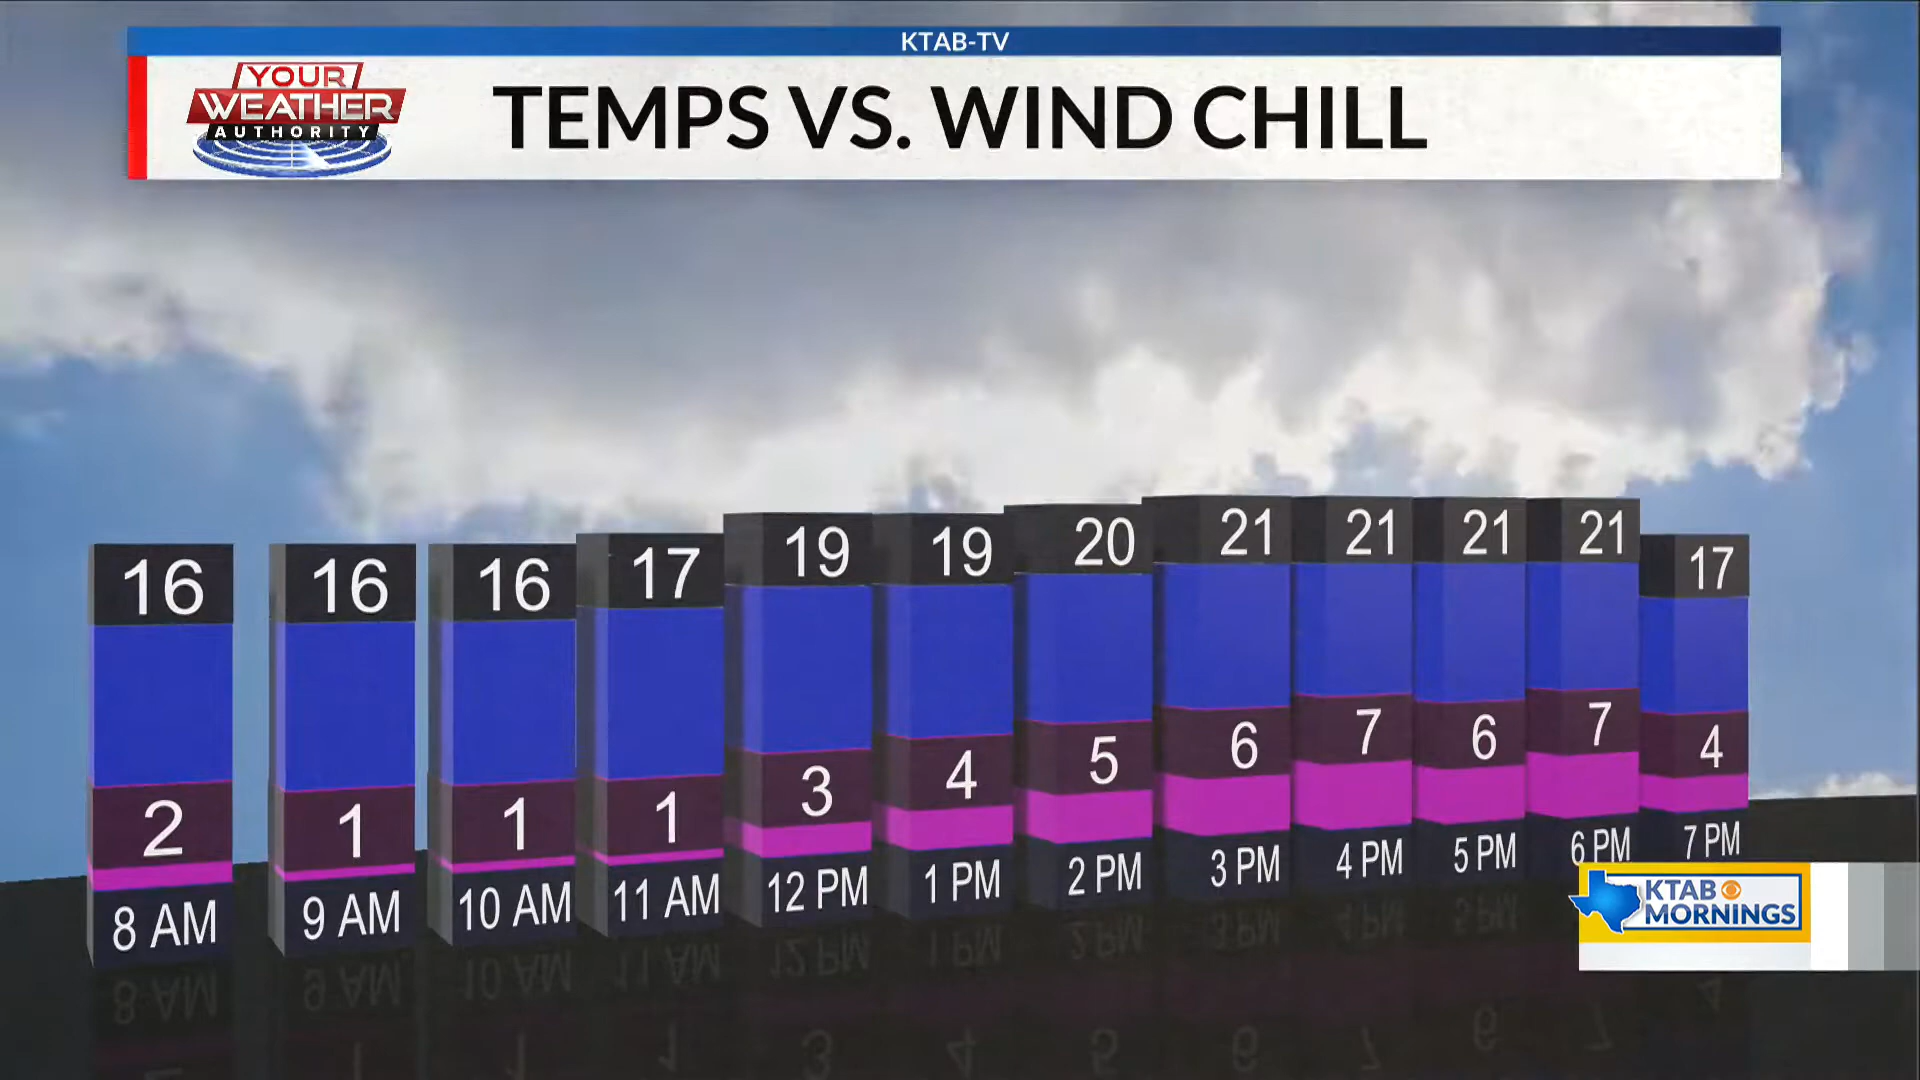 KTAB-TV
YOUR
WEATHER
AUTHORITY
TEMPS VS. WIND CHILL
16 16 16 17 19 19 20 21 21 21 21 17
2 1 1 1 3 4 5 6 7 6 7 4
8 AM 9 AM 10 AM 11 AM 12 PM 1 PM 2 PM 3 PM 4 PM 5 PM 6 PM 7 PM
KTAB
MORNINGS